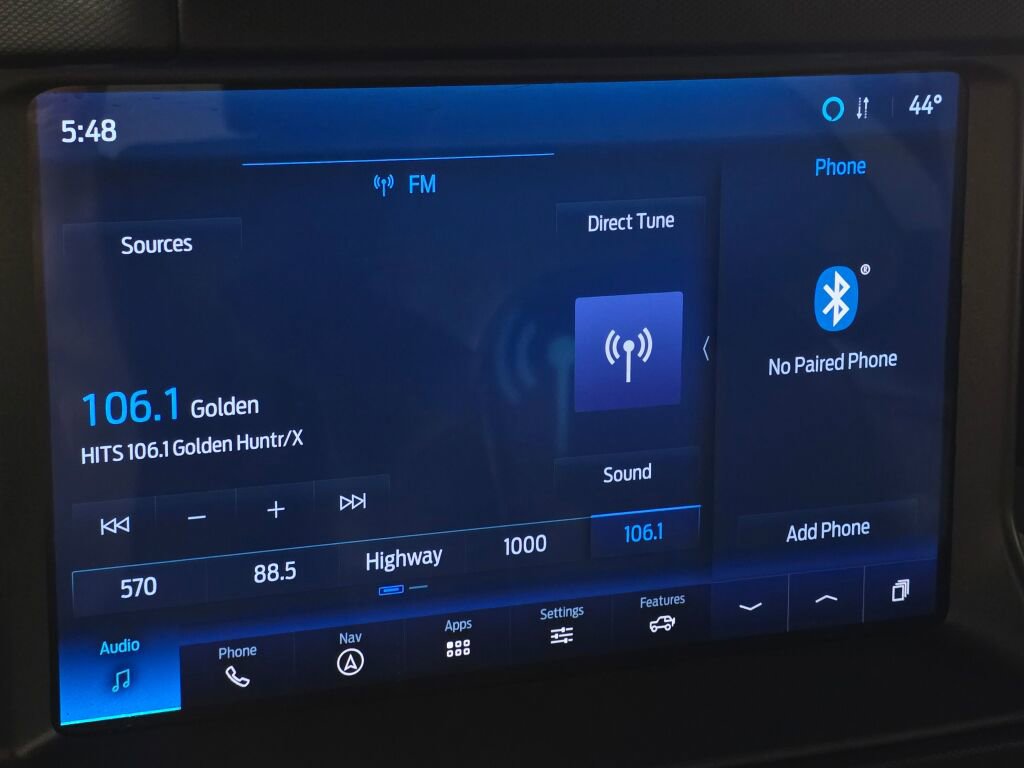 5:48
44°
FM
Phone
Sources
Direct Tune
®
No Paired Phone
106.1 Golden
HITS 106.1 Golden Huntr/X
Sound
Add Phone
570 88.5 Highway 1000 106.1
Audio Phone Nav Apps Settings Features